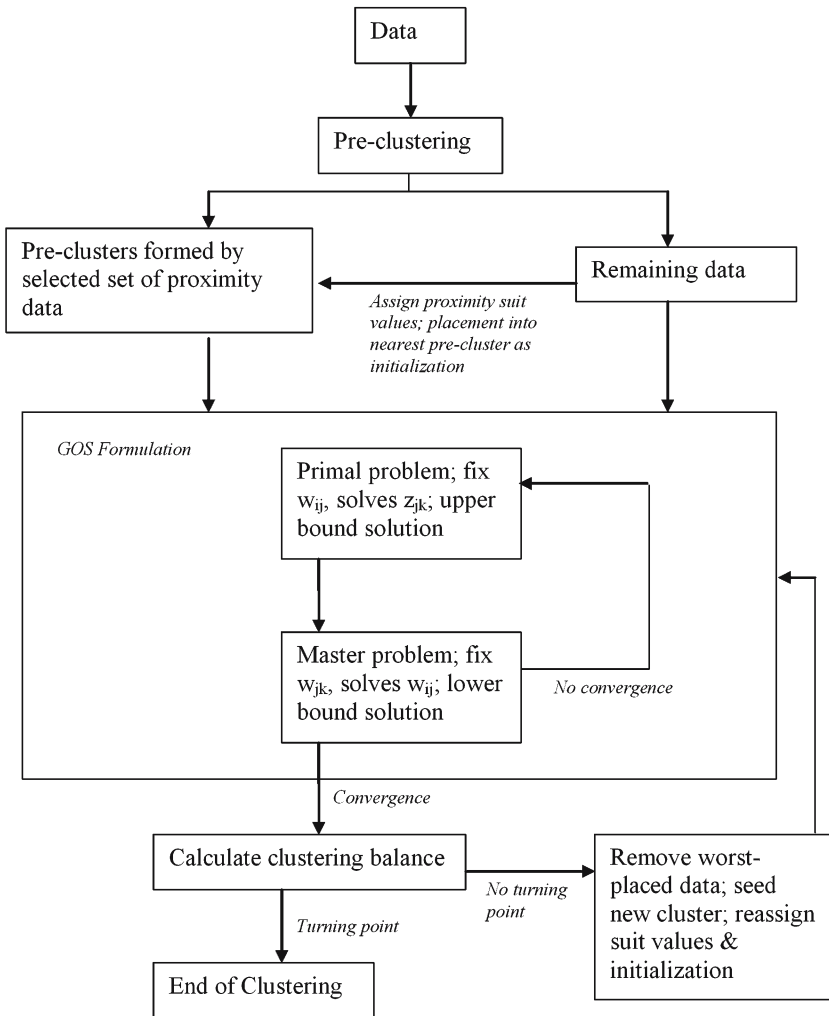 Data
Pre-clustering
Pre-clusters formed by
selected set of proximity
data
Remaining data
Assign proximity suit
values; placement into
nearest pre-cluster as
initialization
GOS Formulation
Primal problem; fix
wij, solves zjk; upper
bound solution
Master problem; fix
wjk, solves wij; lower
bound solution
No convergence
Convergence
Calculate clustering balance
No turning
point
Remove worst-
placed data; seed
new cluster; reassign
suit values &
initialization
Turning point
End of Clustering